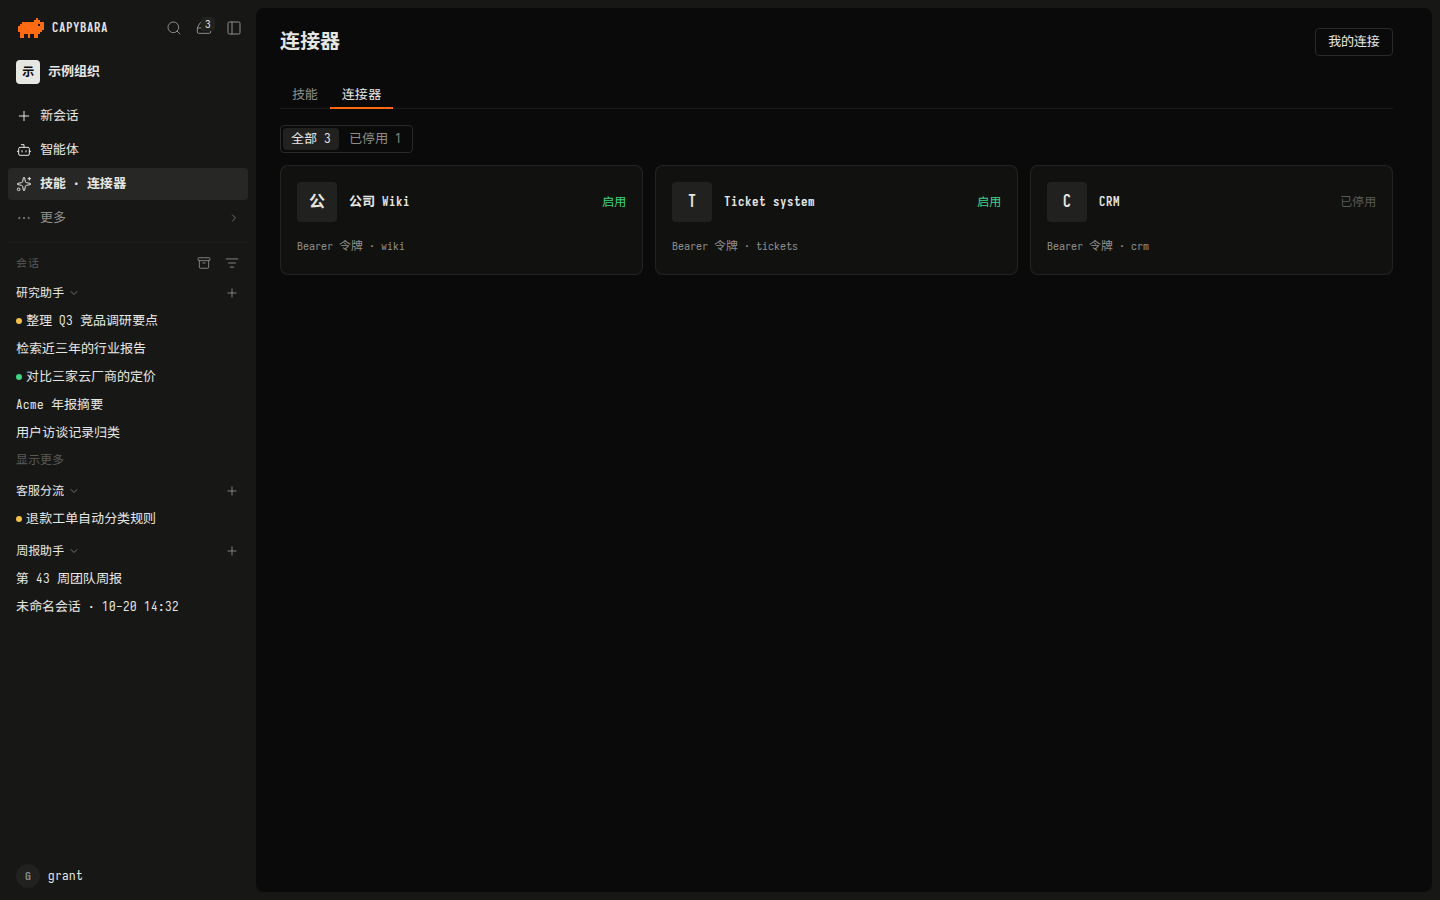 CAPYBARA
3
示 示例组织
新会话
智能体
技能 · 连接器
更多
会话
研究助手
整理 Q3 竞品调研要点
检索近三年的行业报告
对比三家云厂商的定价
Acme 年报摘要
用户访谈记录归类
显示更多
客服分流
退款工单自动分类规则
周报助手
第 43 周团队周报
未命名会话 · 10-20 14:32
G grant
连接器
我的连接
技能 连接器
全部 3 已停用 1
公 公司 Wiki 启用
Bearer 令牌 · wiki
T Ticket system 启用
Bearer 令牌 · tickets
C CRM 已停用
Bearer 令牌 · crm